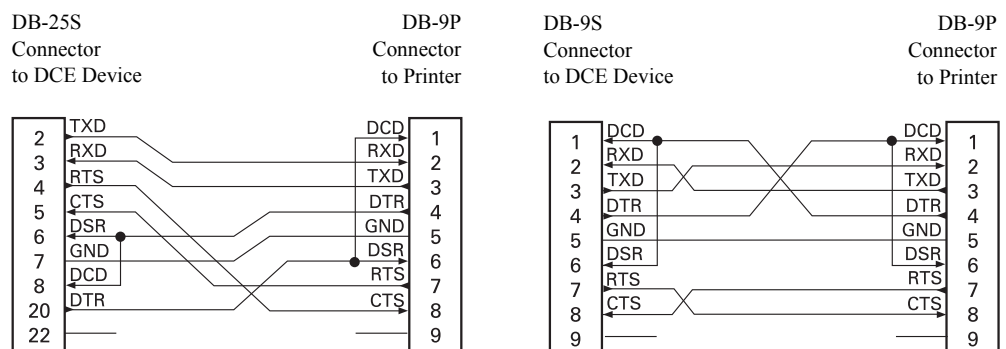 DB-25S
Connector
to DCE Device
DB-9P
Connector
to Printer
2 TXD DCD 1
3 RXD RXD 2
4 RTS TXD 3
5 CTS DTR 4
6 DSR GND 5
7 GND DSR 6
8 DCD RTS 7
20 DTR CTS 8
22 9
DB-9S
Connector
to DCE Device
DB-9P
Connector
to Printer
1 DCD DCD 1
2 RXD RXD 2
3 TXD TXD 3
4 DTR DTR 4
5 GND GND 5
6 DSR DSR 6
7 RTS RTS 7
8 CTS CTS 8
9 9